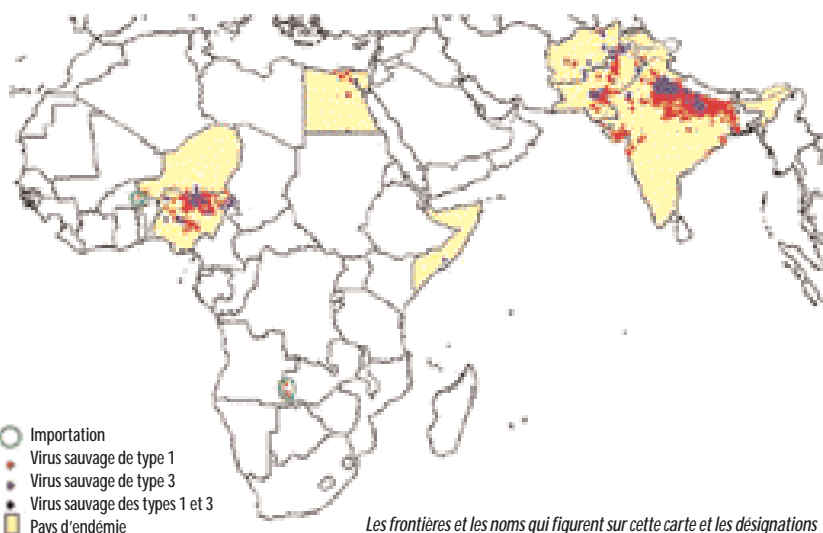 Importation
Virus sauvage de type 1
Virus sauvage de type 3
Virus sauvage des types 1 et 3
Pays d'endémie
Les frontières et les noms qui figurent sur cette carte et les désignations